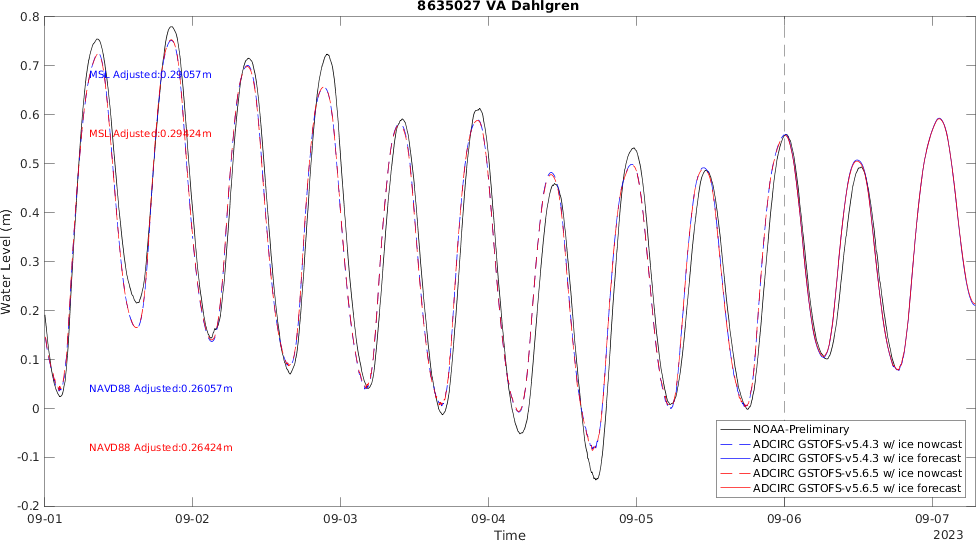 8635027 VA Dahlgren
0.8
0.7
0.6
0.5
0.4
0.3
0.2
0.1
0
-0.1
-0.2
Water Level (m)
MSL Adjusted:0.29057m
MSL Adjusted:0.29424m
NAVD88 Adjusted:0.26057m
NAVD88 Adjusted:0.26424m
NOAA-Preliminary
ADCIRC GSTOFS-v5.4.3 w/ ice nowcast
ADCIRC GSTOFS-v5.4.3 w/ ice forecast
ADCIRC GSTOFS-v5.6.5 w/ ice nowcast
ADCIRC GSTOFS-v5.6.5 w/ ice forecast
09-01 09-02 09-03 09-04 09-05 09-06 09-07
Time
2023